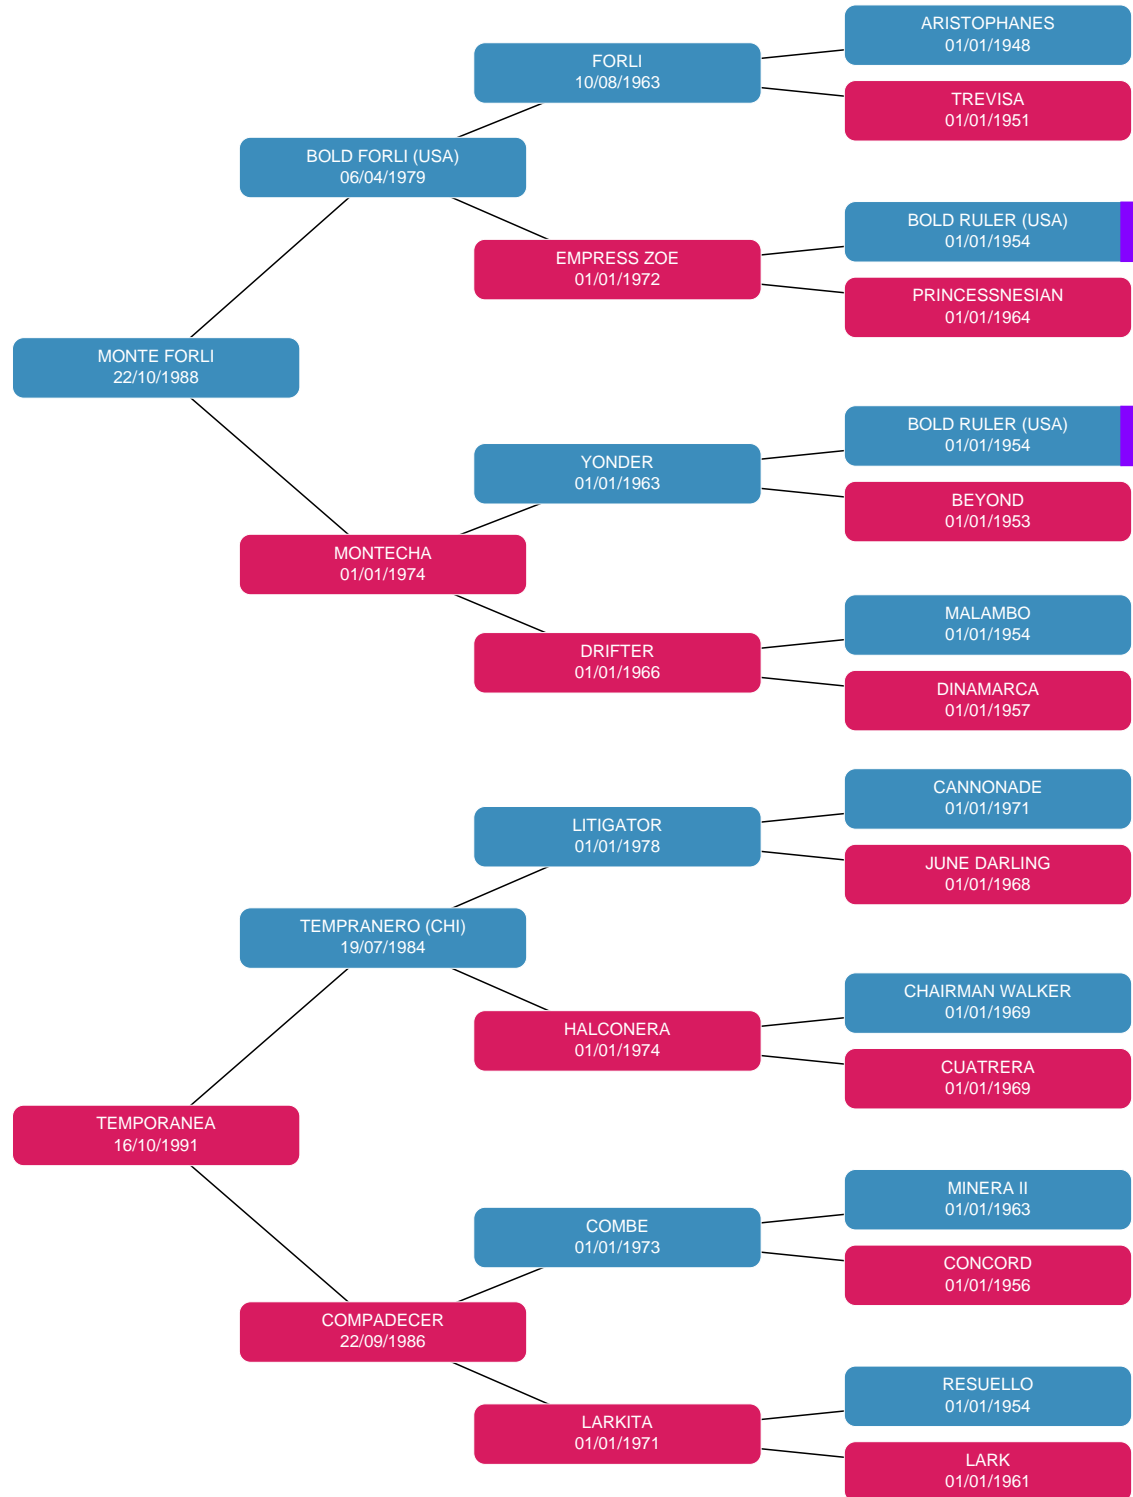 ARISTOPHANES
01/01/1948
FORLI
10/08/1963
TREVISA
01/01/1951
BOLD FORLI (USA)
06/04/1979
BOLD RULER (USA)
01/01/1954
EMPRESS ZOE
01/01/1972
PRINCESSNESIAN
01/01/1964
MONTE FORLI
22/10/1988
BOLD RULER (USA)
01/01/1954
YONDER
01/01/1963
BEYOND
01/01/1953
MONTECHA
01/01/1974
MALAMBO
01/01/1954
DRIFTER
01/01/1966
DINAMARCA
01/01/1957
CANNONADE
01/01/1971
LITIGATOR
01/01/1978
JUNE DARLING
01/01/1968
TEMPRANERO (CHI)
19/07/1984
CHAIRMAN WALKER
01/01/1969
HALCONERA
01/01/1974
CUATRERA
01/01/1969
TEMPORANEA
16/10/1991
MINERA II
01/01/1963
COMBE
01/01/1973
CONCORD
01/01/1956
COMPADECER
22/09/1986
RESUELLO
01/01/1954
LARKITA
01/01/1971
LARK
01/01/1961